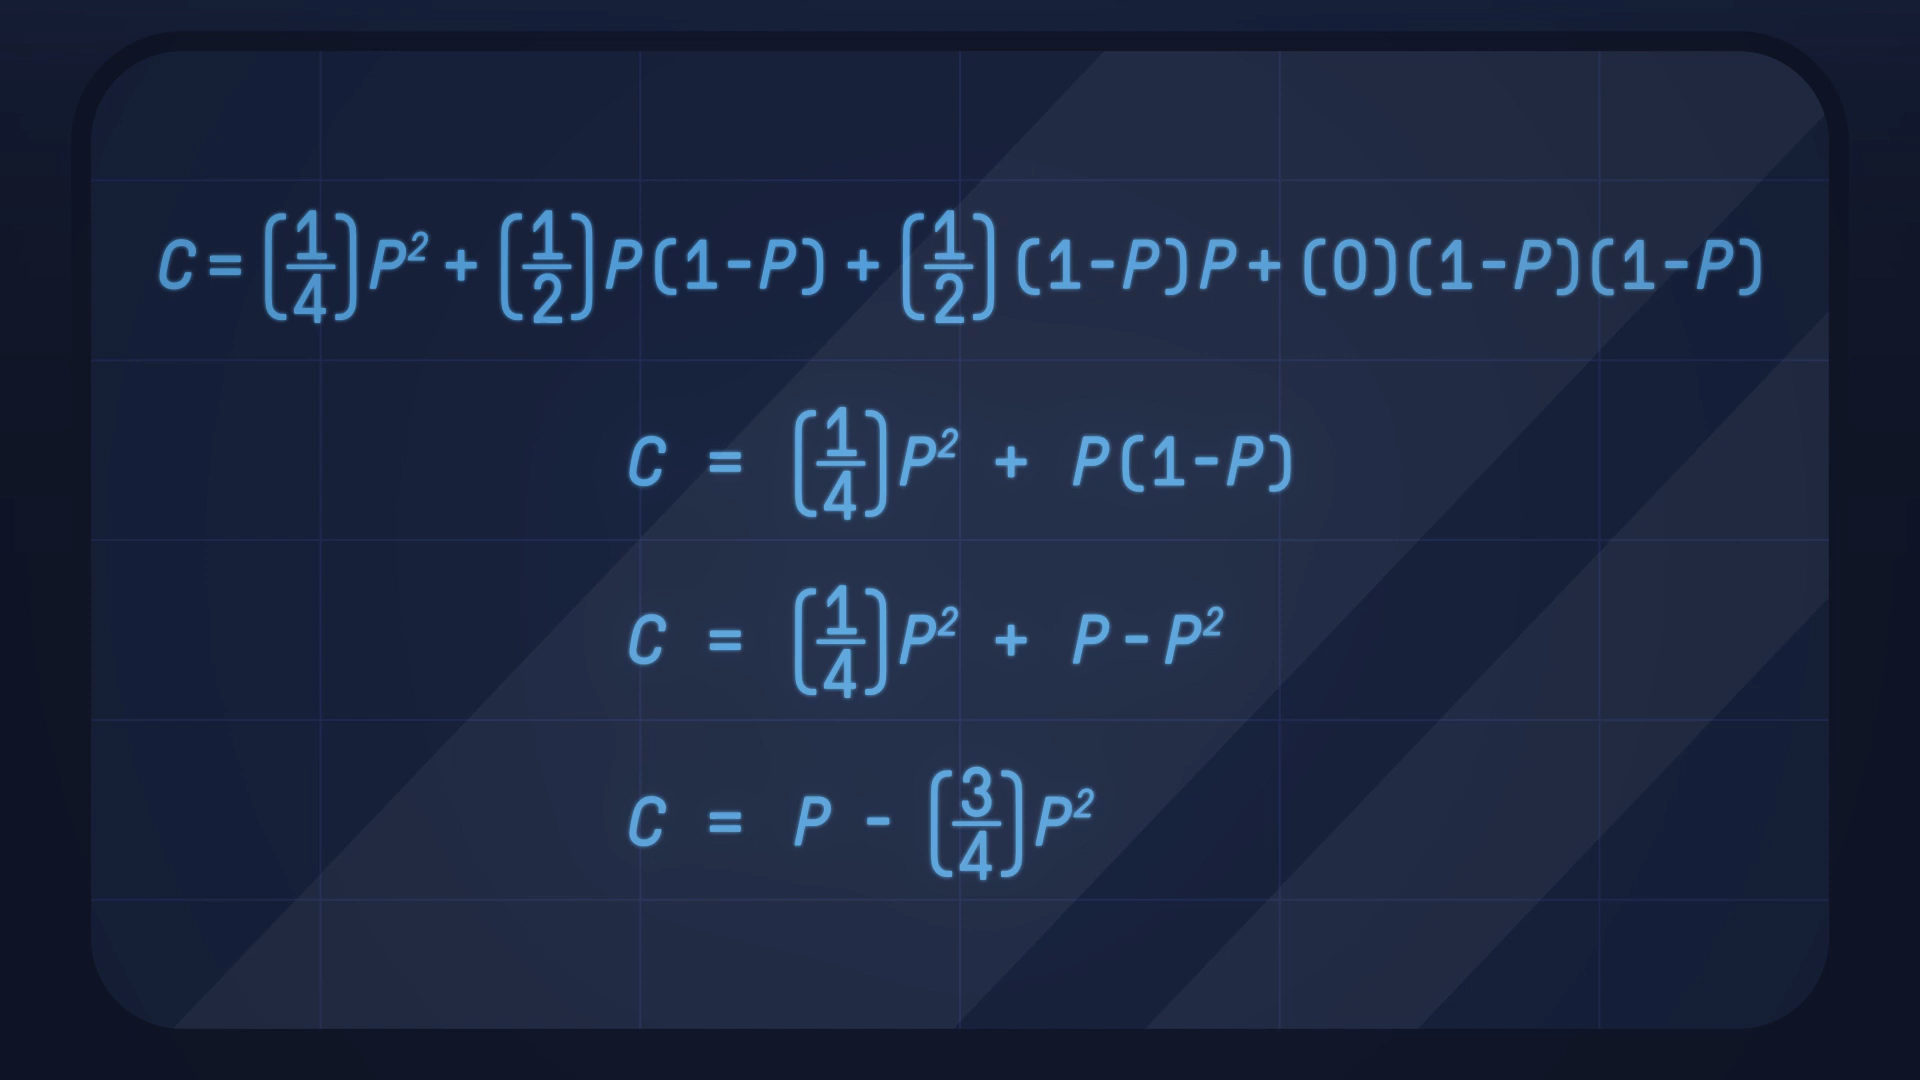 C = (1/4)P² + (1/2)P(1-P) + (1/2)(1-P)P + (0)(1-P)(1-P)
C = (1/4)P² + P(1-P)
C = (1/4)P² + P-P²
C = P - (3/4)P²